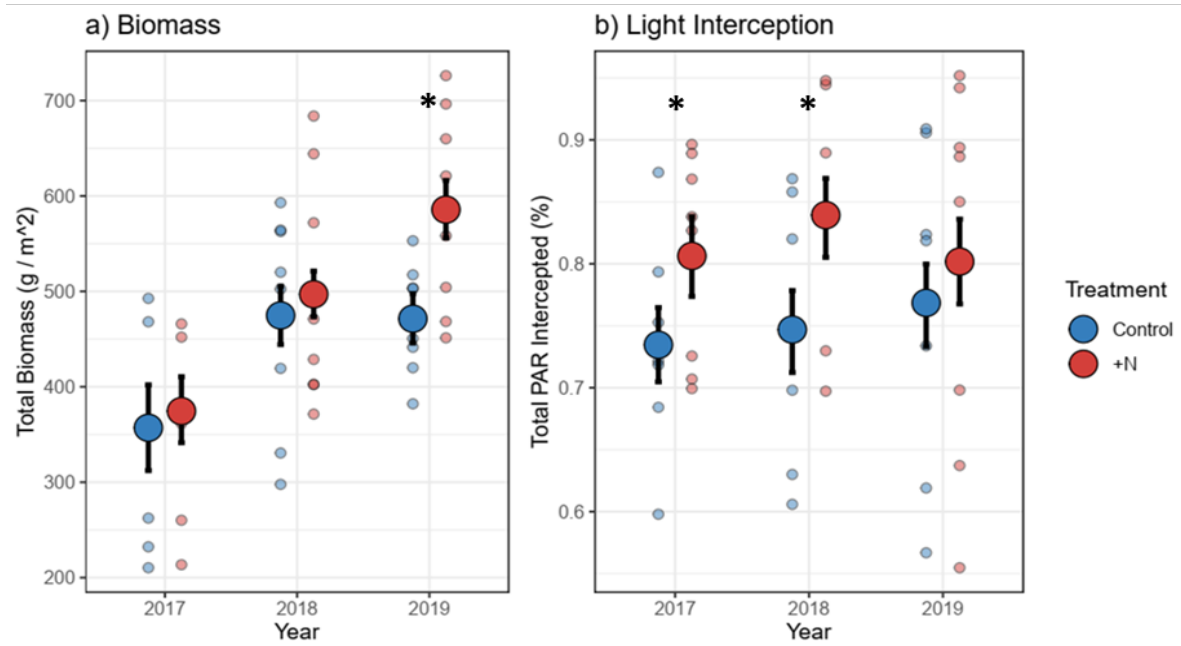 a) Biomass
700
600
500
400
300
200
Total Biomass (g / m^2)
*
2017 2018 2019
Year
b) Light Interception
0.9
0.8
0.7
0.6
Total PAR Intercepted (%)
* *
2017 2018 2019
Year
Treatment
Control
+N